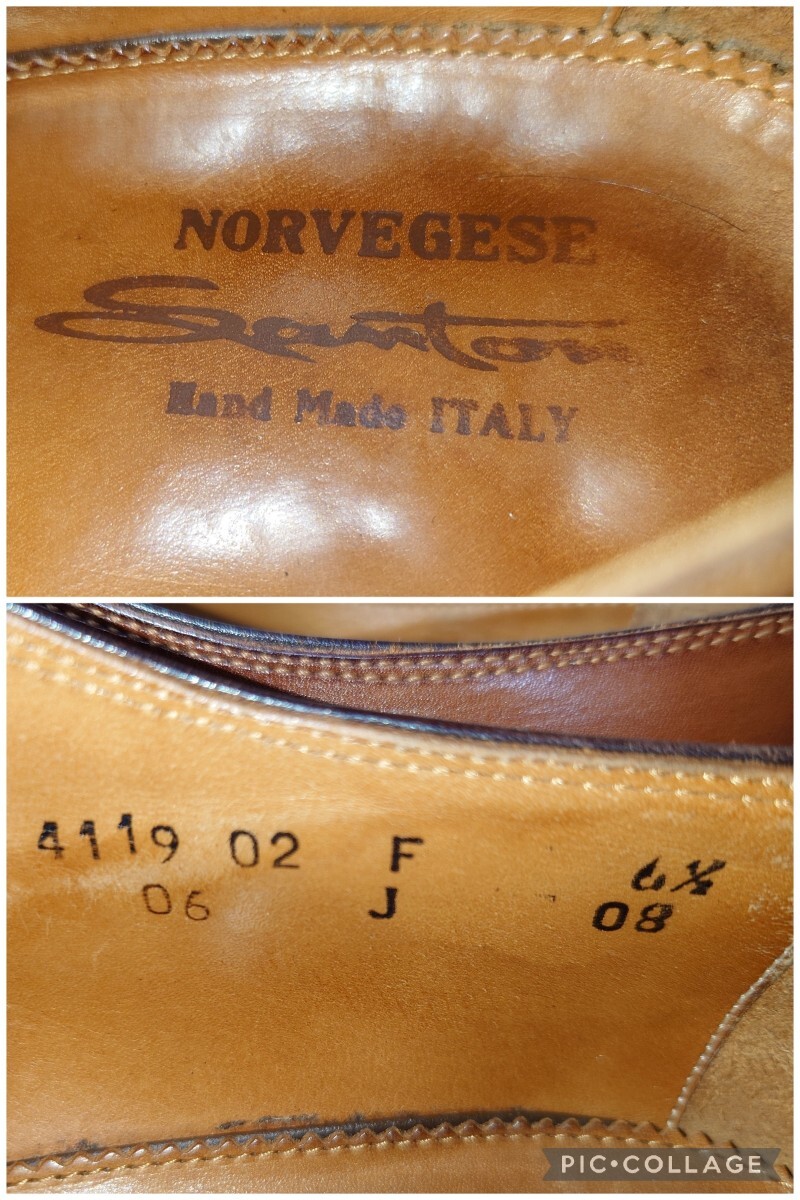 NORVEGESE
Santoni
Hand Made ITALY
4119 02 F 6½
06 J 08
PIC•COLLAGE